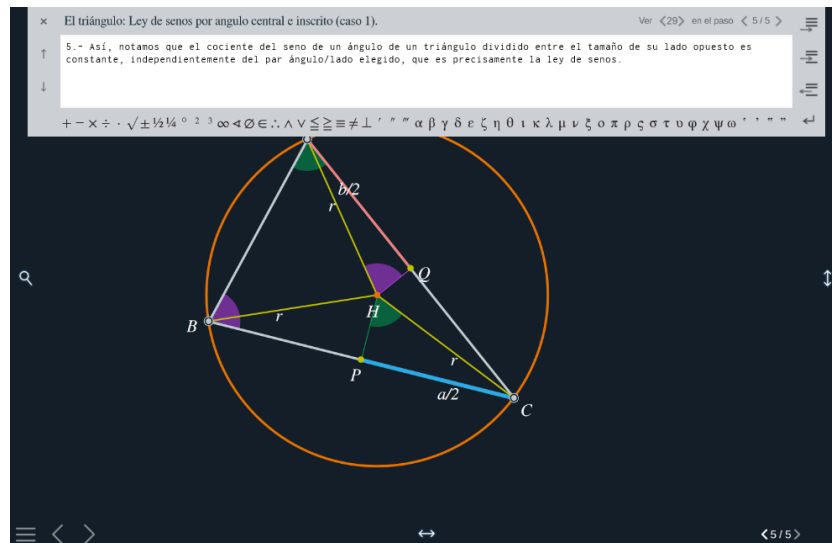 × El triángulo: Ley de senos por angulo central e inscrito (caso 1). Ver ❮29❯ en el paso ❮ 5/5 ❯
5.- Así, notamos que el cociente del seno de un ángulo de un triángulo dividido entre el tamaño de su lado opuesto es
constante, independientemente del par ángulo/lado elegido, que es precisamente la ley de senos.
+ − × ÷ · √ ± ½ ¼ ° ² ³ ∞ ∢ ∅ ∈ ∴ ∧ ∨ ≦ ≧ ≡ ≠ ⊥ ′ ″ ‴ α β γ δ ε ζ η θ ι κ λ μ ν ξ ο π ρ ς σ τ υ φ χ ψ ω ‘ ’ “ ”
b/2
r
Q
H
B
r
r
P
a/2
C
❮5/5❯